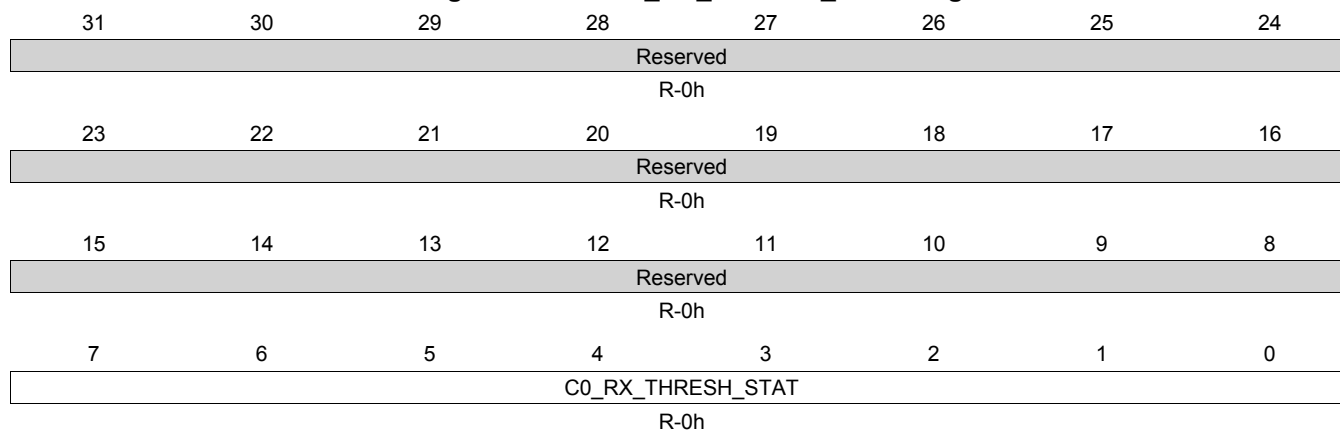 31 30 29 28 27 26 25 24
Reserved
R-0h
23 22 21 20 19 18 17 16
Reserved
R-0h
15 14 13 12 11 10 9 8
Reserved
R-0h
7 6 5 4 3 2 1 0
C0_RX_THRESH_STAT
R-0h